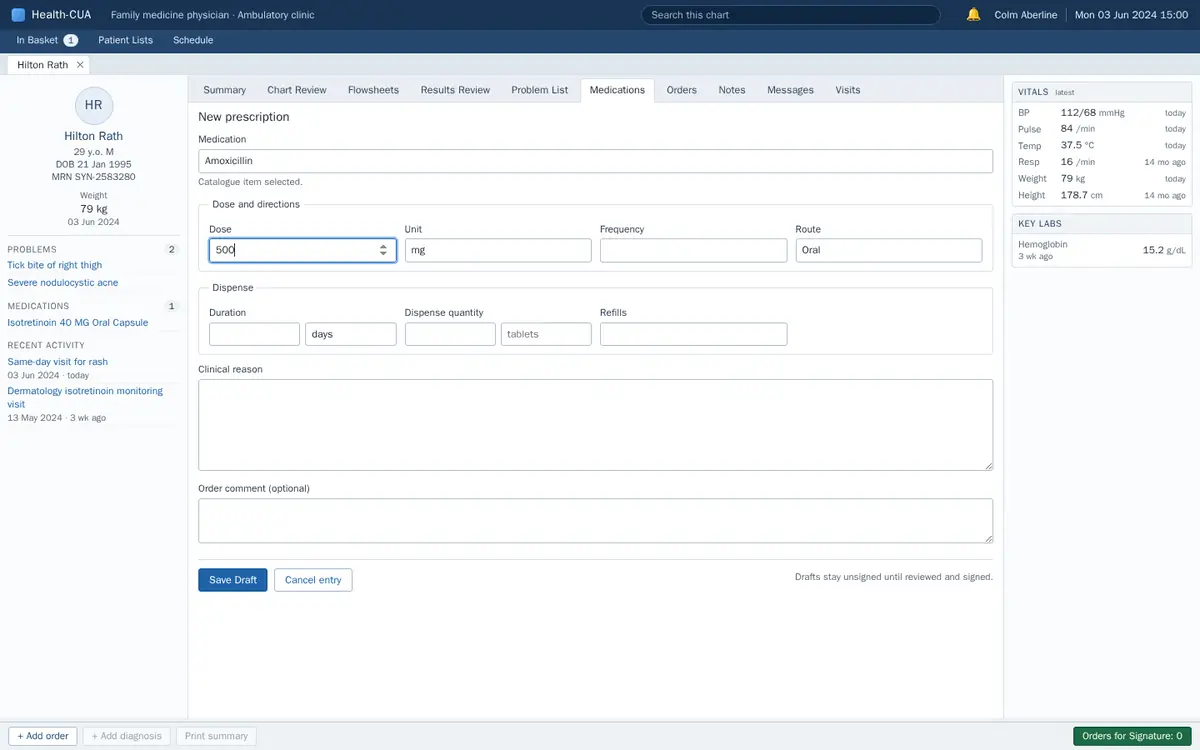 Health-CUA Family medicine physician · Ambulatory clinic Search this chart Colm Aberline Mon 03 Jun 2024 15:00
In Basket 1 Patient Lists Schedule
Hilton Rath ✕
HR
Hilton Rath
29 y.o. M
DOB 21 Jan 1995
MRN SYN-2583280
Weight
79 kg
03 Jun 2024
PROBLEMS 2
Tick bite of right thigh
Severe nodulocystic acne
MEDICATIONS 1
Isotretinoin 40 MG Oral Capsule
RECENT ACTIVITY
Same-day visit for rash
03 Jun 2024 · today
Dermatology isotretinoin monitoring
visit
13 May 2024 · 3 wk ago
Summary Chart Review Flowsheets Results Review Problem List Medications Orders Notes Messages Visits
New prescription
Medication
Amoxicillin
Catalogue item selected.
Dose and directions
Dose Unit Frequency Route
500 mg Oral
Dispense
Duration Dispense quantity Refills
days tablets
Clinical reason
Order comment (optional)
Save Draft Cancel entry Drafts stay unsigned until reviewed and signed.
VITALS latest
BP 112/68 mmHg today
Pulse 84 /min today
Temp 37.5 °C today
Resp 16 /min 14 mo ago
Weight 79 kg today
Height 178.7 cm 14 mo ago
KEY LABS
Hemoglobin 15.2 g/dL
3 wk ago
+ Add order + Add diagnosis Print summary Orders for Signature: 0